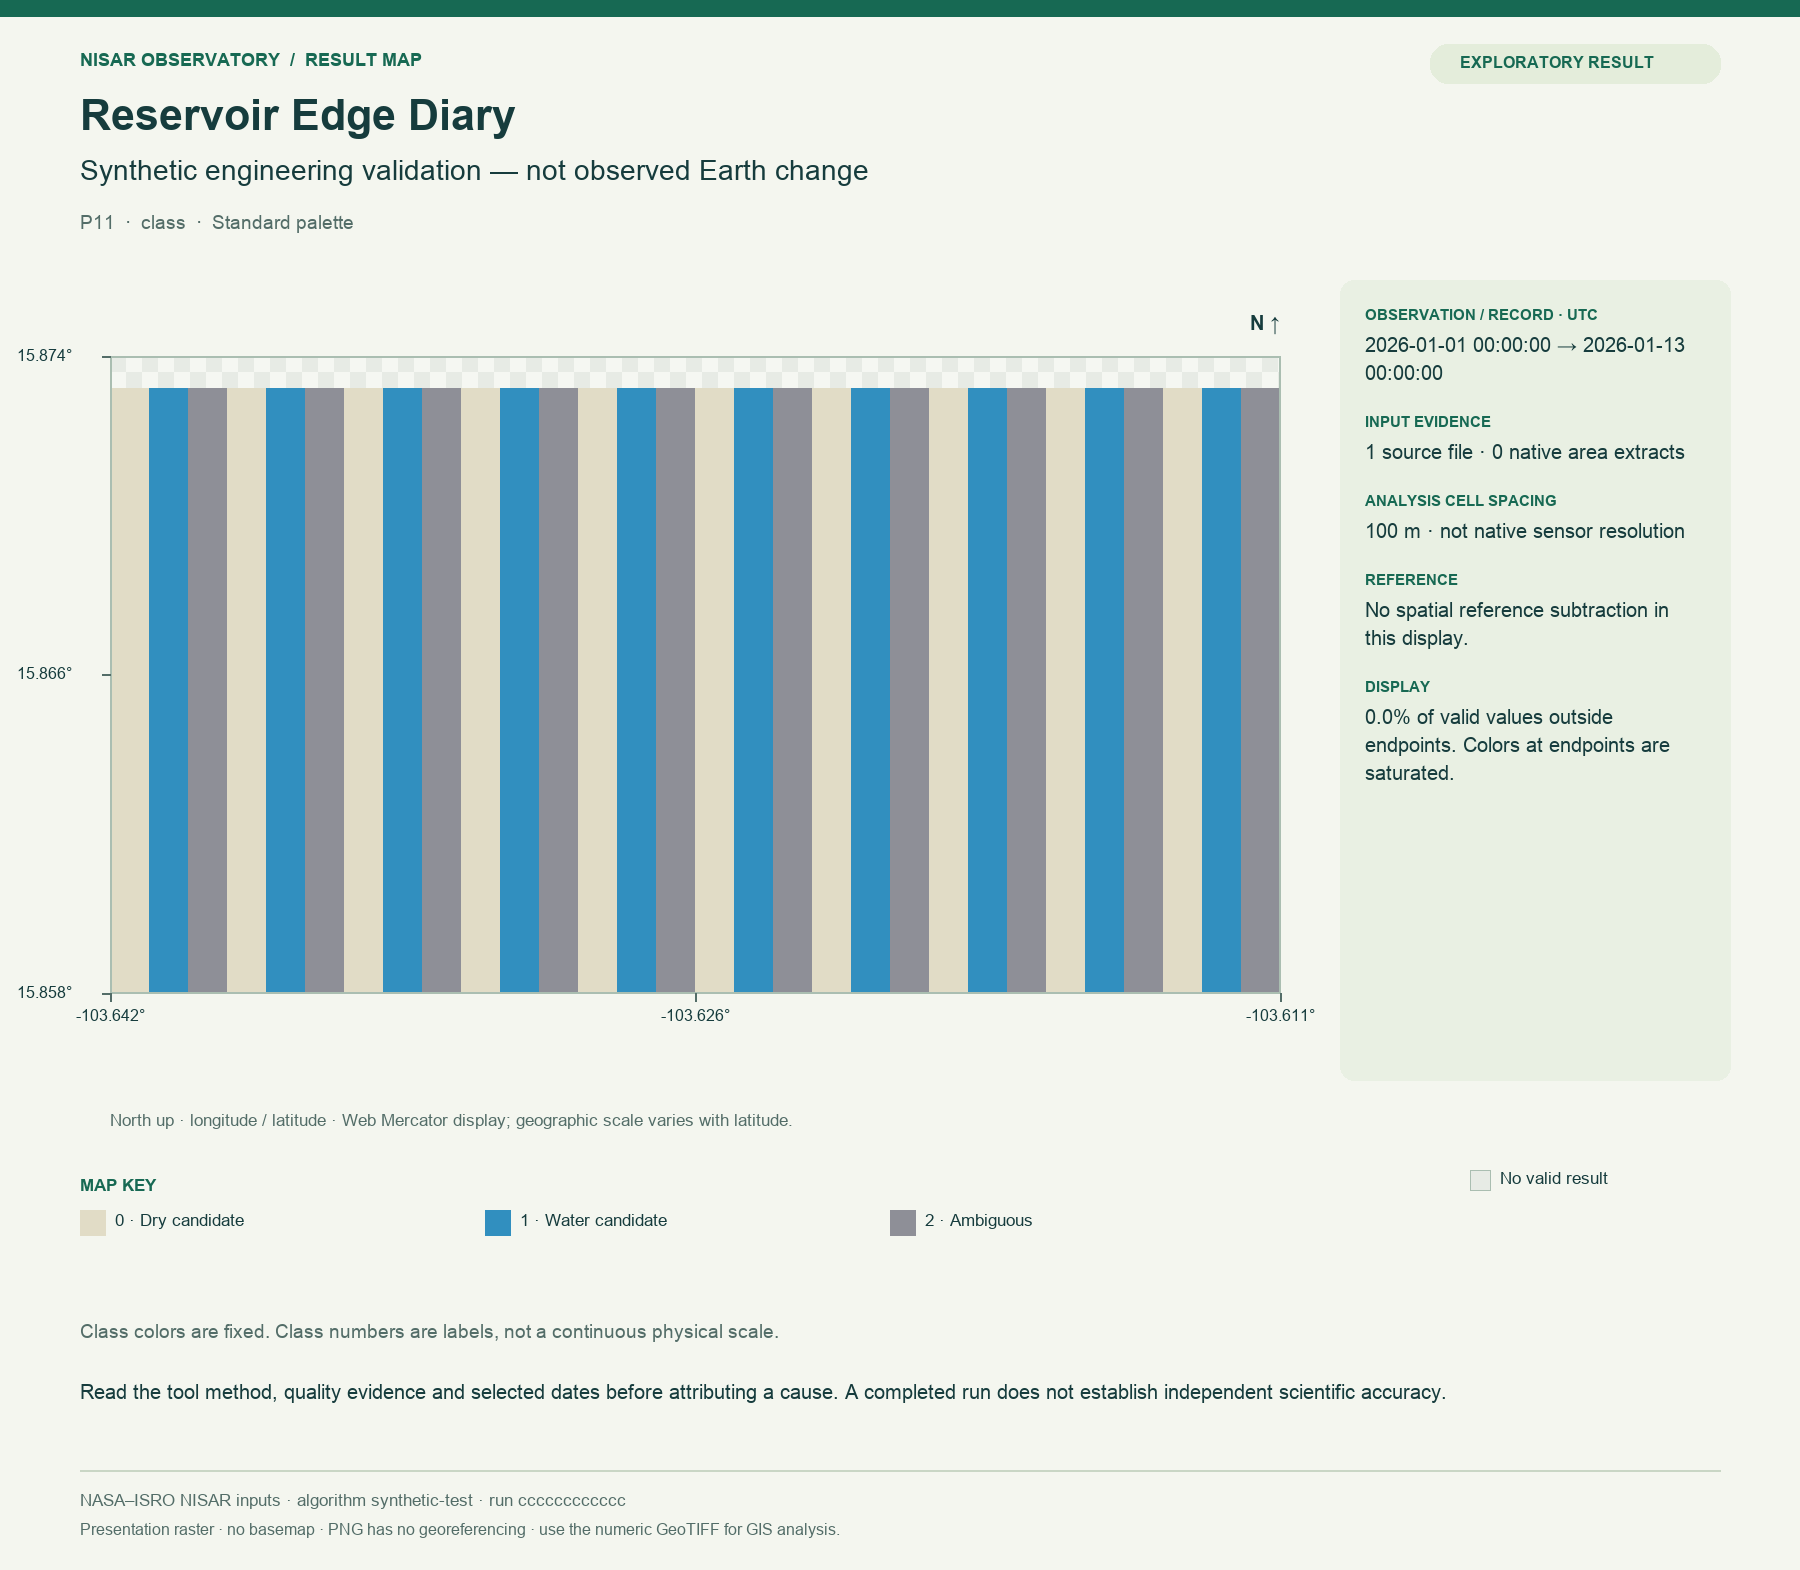 NISAR OBSERVATORY / RESULT MAP
EXPLORATORY RESULT
Reservoir Edge Diary
Synthetic engineering validation — not observed Earth change
P11 · class · Standard palette
N ↑
15.874°
15.866°
15.858°
-103.642°
-103.626°
-103.611°
OBSERVATION / RECORD · UTC
2026-01-01 00:00:00 → 2026-01-13
00:00:00
INPUT EVIDENCE
1 source file · 0 native area extracts
ANALYSIS CELL SPACING
100 m · not native sensor resolution
REFERENCE
No spatial reference subtraction in
this display.
DISPLAY
0.0% of valid values outside
endpoints. Colors at endpoints are
saturated.
North up · longitude / latitude · Web Mercator display; geographic scale varies with latitude.
MAP KEY
No valid result
0 · Dry candidate
1 · Water candidate
2 · Ambiguous
Class colors are fixed. Class numbers are labels, not a continuous physical scale.
Read the tool method, quality evidence and selected dates before attributing a cause. A completed run does not establish independent scientific accuracy.
NASA–ISRO NISAR inputs · algorithm synthetic-test · run cccccccccccc
Presentation raster · no basemap · PNG has no georeferencing · use the numeric GeoTIFF for GIS analysis.